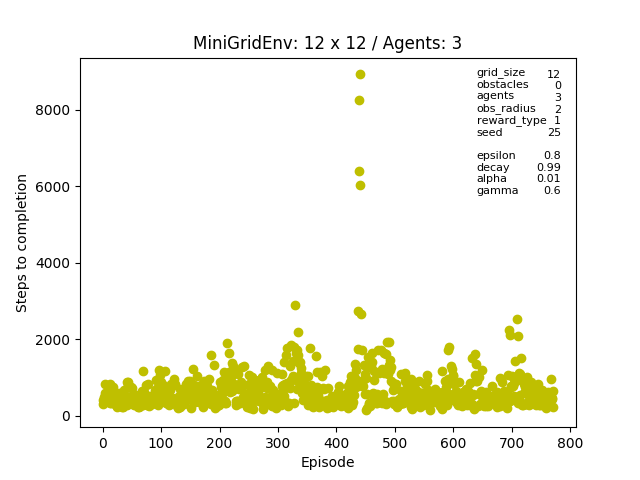 MiniGridEnv: 12 x 12 / Agents: 3
grid_size 12
obstacles 0
agents 3
obs_radius 2
reward_type 1
seed 25
epsilon 0.8
decay 0.99
alpha 0.01
gamma 0.6
Steps to completion
8000
6000
4000
2000
0
0 100 200 300 400 500 600 700 800
Episode